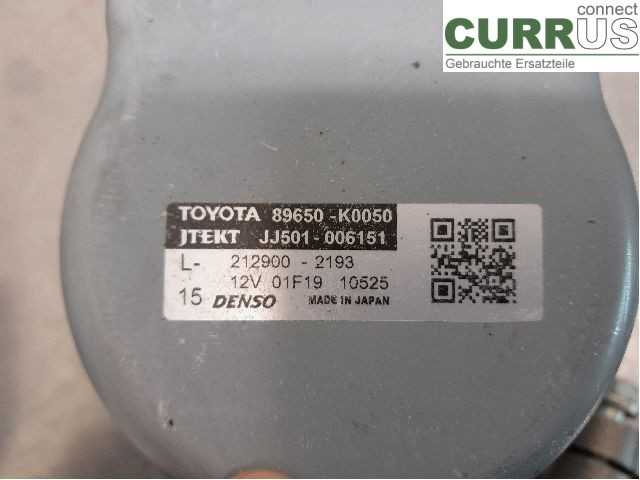 connect
CURRUS
Gebrauchte Ersatzteile
TOYOTA 89650-K0050
JTEKT JJ501-006151
L- 212900-2193
12V 01F19 10525
15 DENSO MADE IN JAPAN